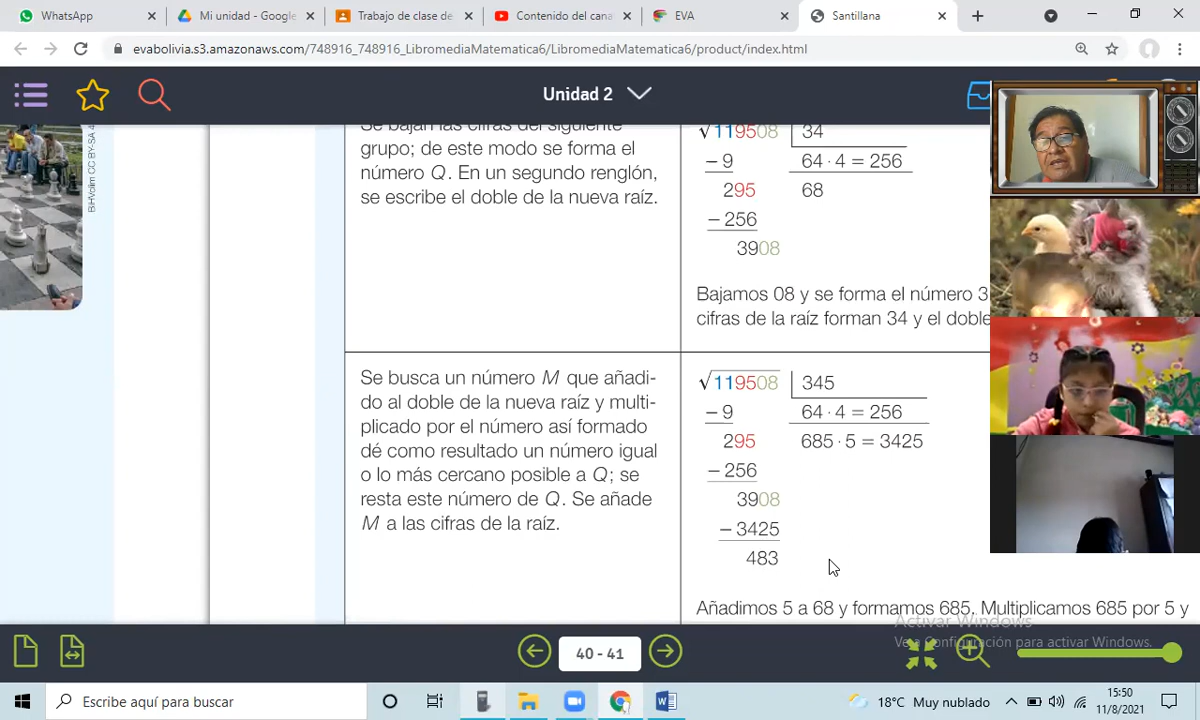 WhatsApp
Mi unidad - Google
Trabajo de clase de
Contenido del cana
EVA
Santillana
evabolivia.s3.amazonaws.com/748916_748916_LibromediaMatematica6/LibromediaMatematica6/product/index.html
Unidad 2
BiHVolim CC BY-SA 4
Se bajan las cifras del siguiente
grupo; de este modo se forma el
número Q. En un segundo renglón,
se escribe el doble de la nueva raíz.
√119508 34
– 9 64 · 4 = 256
295 68
– 256
3908
Bajamos 08 y se forma el número 3
cifras de la raíz forman 34 y el doble
Se busca un número M que añadi-
do al doble de la nueva raíz y multi-
plicado por el número así formado
dé como resultado un número igual
o lo más cercano posible a Q; se
resta este número de Q. Se añade
M a las cifras de la raíz.
√119508 345
– 9 64 · 4 = 256
295 685 · 5 = 3425
– 256
3908
– 3425
483
Añadimos 5 a 68 y formamos 685. Multiplicamos 685 por 5 y
Activar Windows
Ve a Configuración para activar Windows.
40 - 41
Escribe aquí para buscar
18°C Muy nublado
15:50
11/8/2021